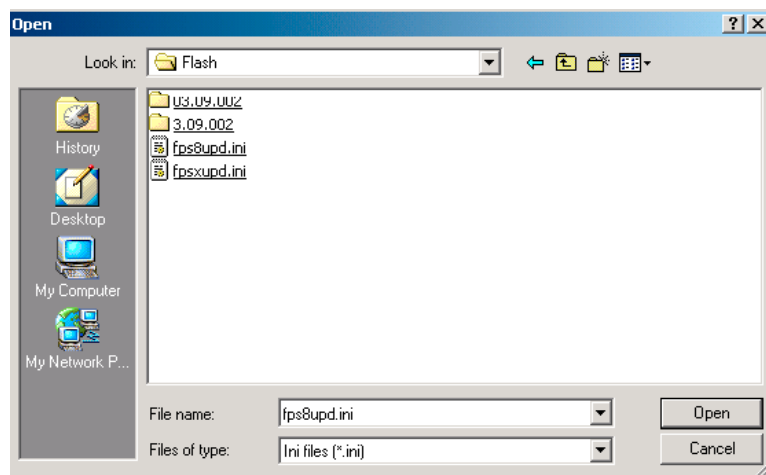 Open
Look in: Flash
03.09.002
3.09.002
fps8upd.ini
fpsxupd.ini
History
Desktop
My Computer
My Network P...
File name: fps8upd.ini
Open
Files of type: Ini files (*.ini)
Cancel